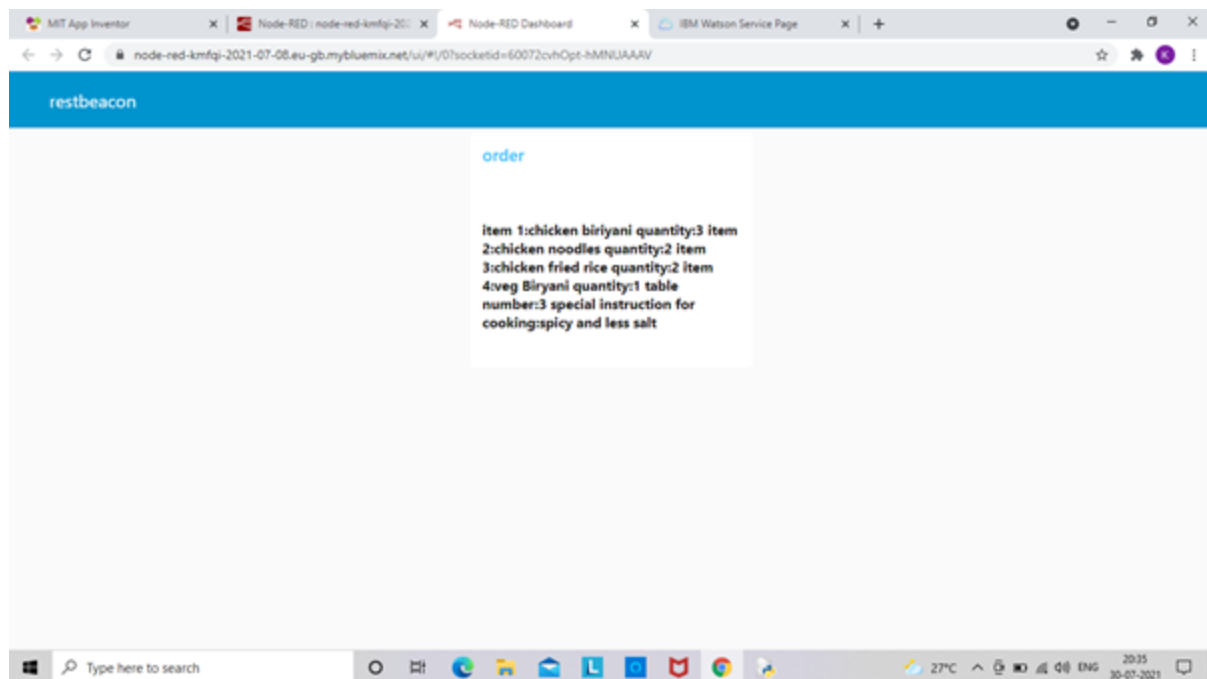 MIT App Inventor
Node-RED : node-red-kmfqi-202
Node-RED Dashboard
IBM Watson Service Page
node-red-kmfqi-2021-07-08.eu-gb.mybluemix.net/ui/#!/0?socketid=60072cvhOpt-hMNUAAAV
K
restbeacon
order
item 1:chicken biriyani quantity:3 item
2:chicken noodles quantity:2 item
3:chicken fried rice quantity:2 item
4:veg Biryani quantity:1 table
number:3 special instruction for
cooking:spicy and less salt
Type here to search
L
27°C
ENG
20:35
30-07-2021